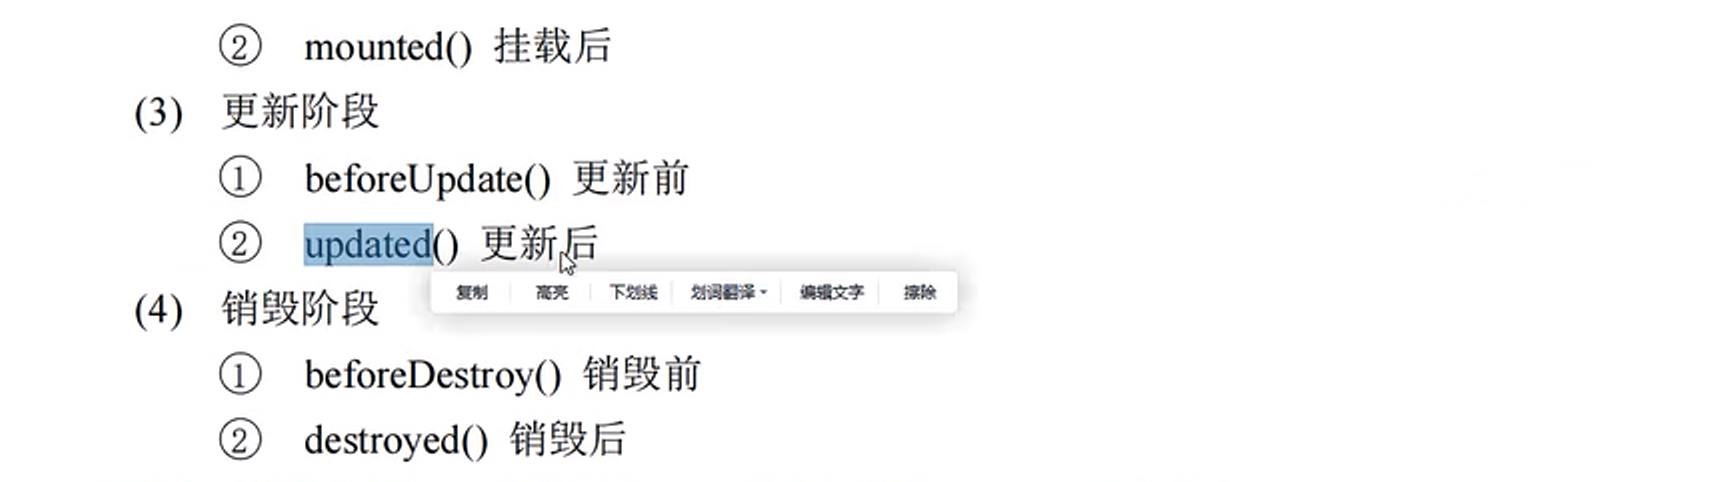 ② mounted() 挂载后
(3) 更新阶段
① beforeUpdate() 更新前
② updated() 更新后
复制 高亮 下划线 划词翻译 编辑文字 擦除
(4) 销毁阶段
① beforeDestroy() 销毁前
② destroyed() 销毁后